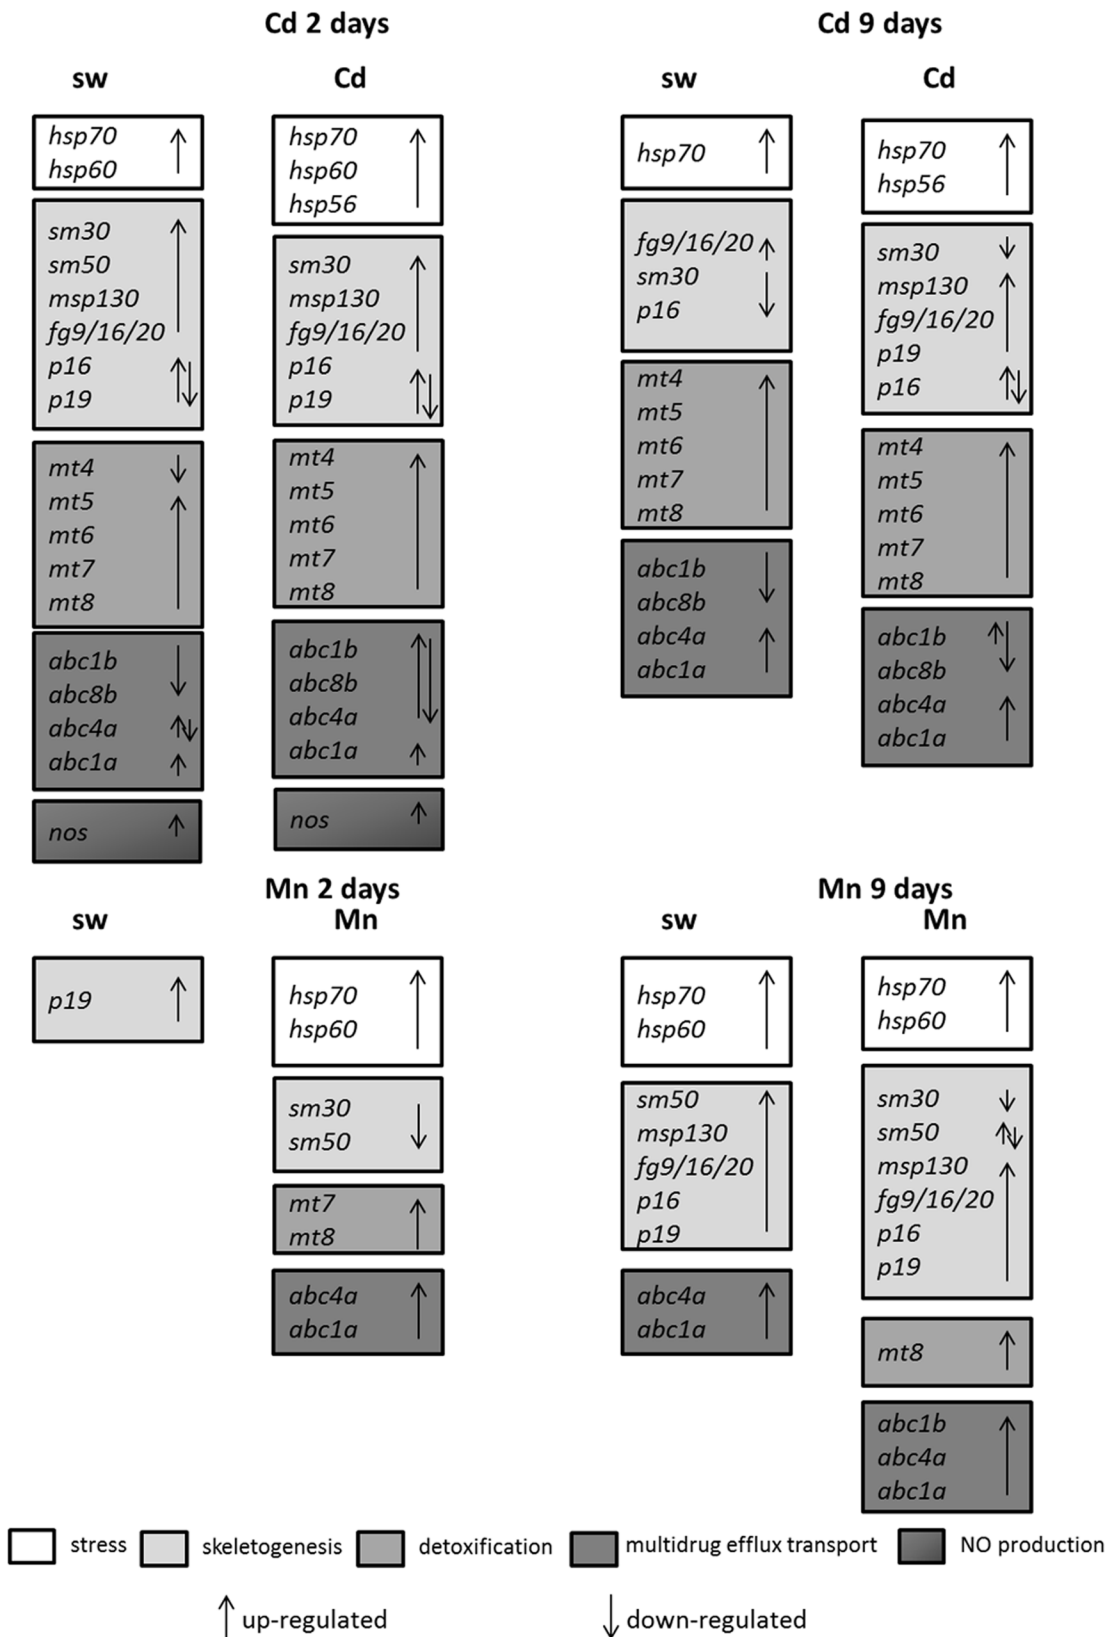 Cd 2 days
sw
hsp70
hsp60
sm30
sm50
msp130
fg9/16/20
p16
p19
mt4
mt5
mt6
mt7
mt8
abc1b
abc8b
abc4a
abc1a
nos
Cd
hsp70
hsp60
hsp56
sm30
msp130
fg9/16/20
p16
p19
mt4
mt5
mt6
mt7
mt8
abc1b
abc8b
abc4a
abc1a
nos
Cd 9 days
sw
hsp70
fg9/16/20
sm30
p16
mt4
mt5
mt6
mt7
mt8
abc1b
abc8b
abc4a
abc1a
Cd
hsp70
hsp56
sm30
msp130
fg9/16/20
p19
p16
mt4
mt5
mt6
mt7
mt8
abc1b
abc8b
abc4a
abc1a
Mn 2 days
sw
p19
Mn
hsp70
hsp60
sm30
sm50
mt7
mt8
abc4a
abc1a
Mn 9 days
sw
hsp70
hsp60
sm50
msp130
fg9/16/20
p16
p19
abc4a
abc1a
Mn
hsp70
hsp60
sm30
sm50
msp130
fg9/16/20
p16
p19
mt8
abc1b
abc4a
abc1a
stress
skeletogenesis
detoxification
multidrug efflux transport
NO production
up-regulated
down-regulated